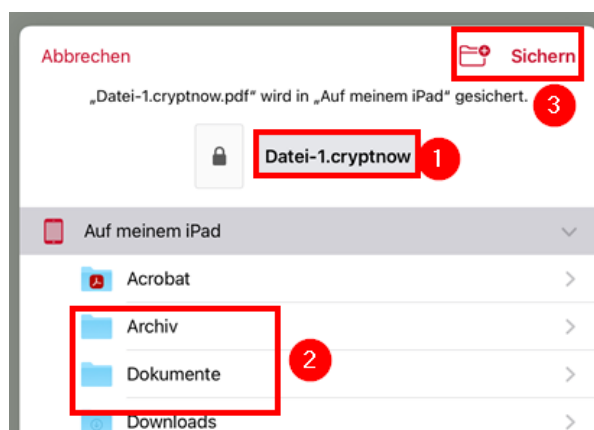 Abbrechen Sichern
„Datei-1.cryptnow.pdf“ wird in „Auf meinem iPad“ gesichert.
3
Datei-1.cryptnow 1
Auf meinem iPad
Acrobat
Archiv
2
Dokumente
Downloads